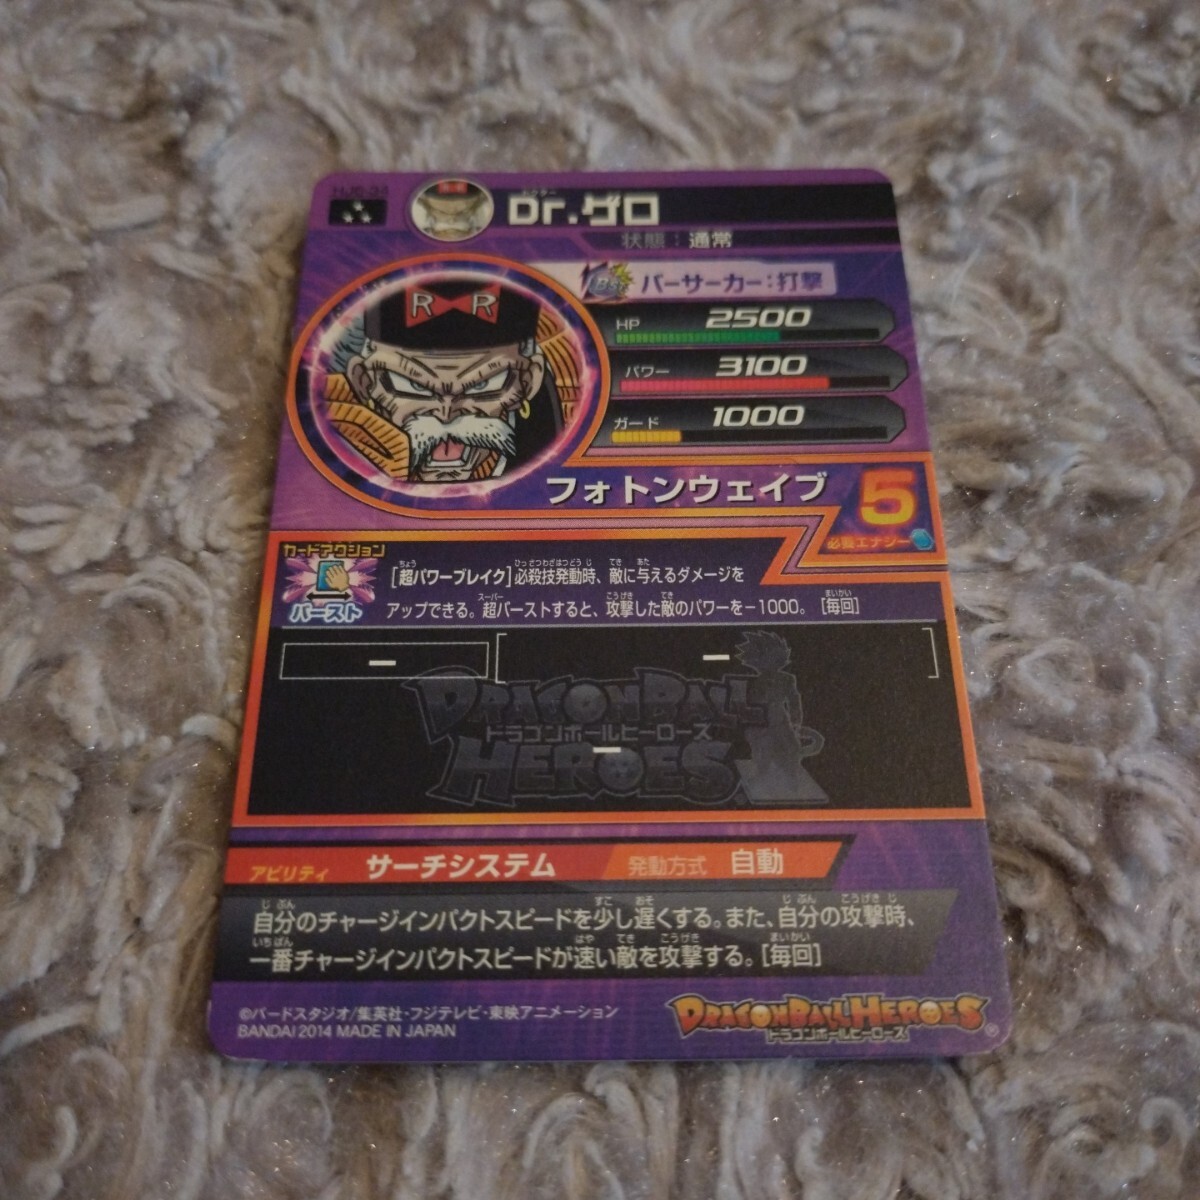 HJ6-34
Dr.ゲロ
状態：通常
R R
Bst バーサーカー：打撃
HP 2500
パワー 3100
ガード 1000
フォトンウェイブ 5
必要エナジー
カードアクション
バースト
[超パワーブレイク]必殺技発動時、敵に与えるダメージを
アップできる。超バーストすると、攻撃した敵のパワーを−1000。[毎回]
ー [ ー ]
DRAGONBALL
ドラゴンボールヒーローズ
ー
HEROES
アビリティ サーチシステム 発動方式 自動
自分のチャージインパクトスピードを少し遅くする。また、自分の攻撃時、
一番チャージインパクトスピードが速い敵を攻撃する。[毎回]
©バードスタジオ/集英社・フジテレビ・東映アニメーション
BANDAI 2014 MADE IN JAPAN
DRAGONBALL HEROES
ドラゴンボールヒーローズ ®